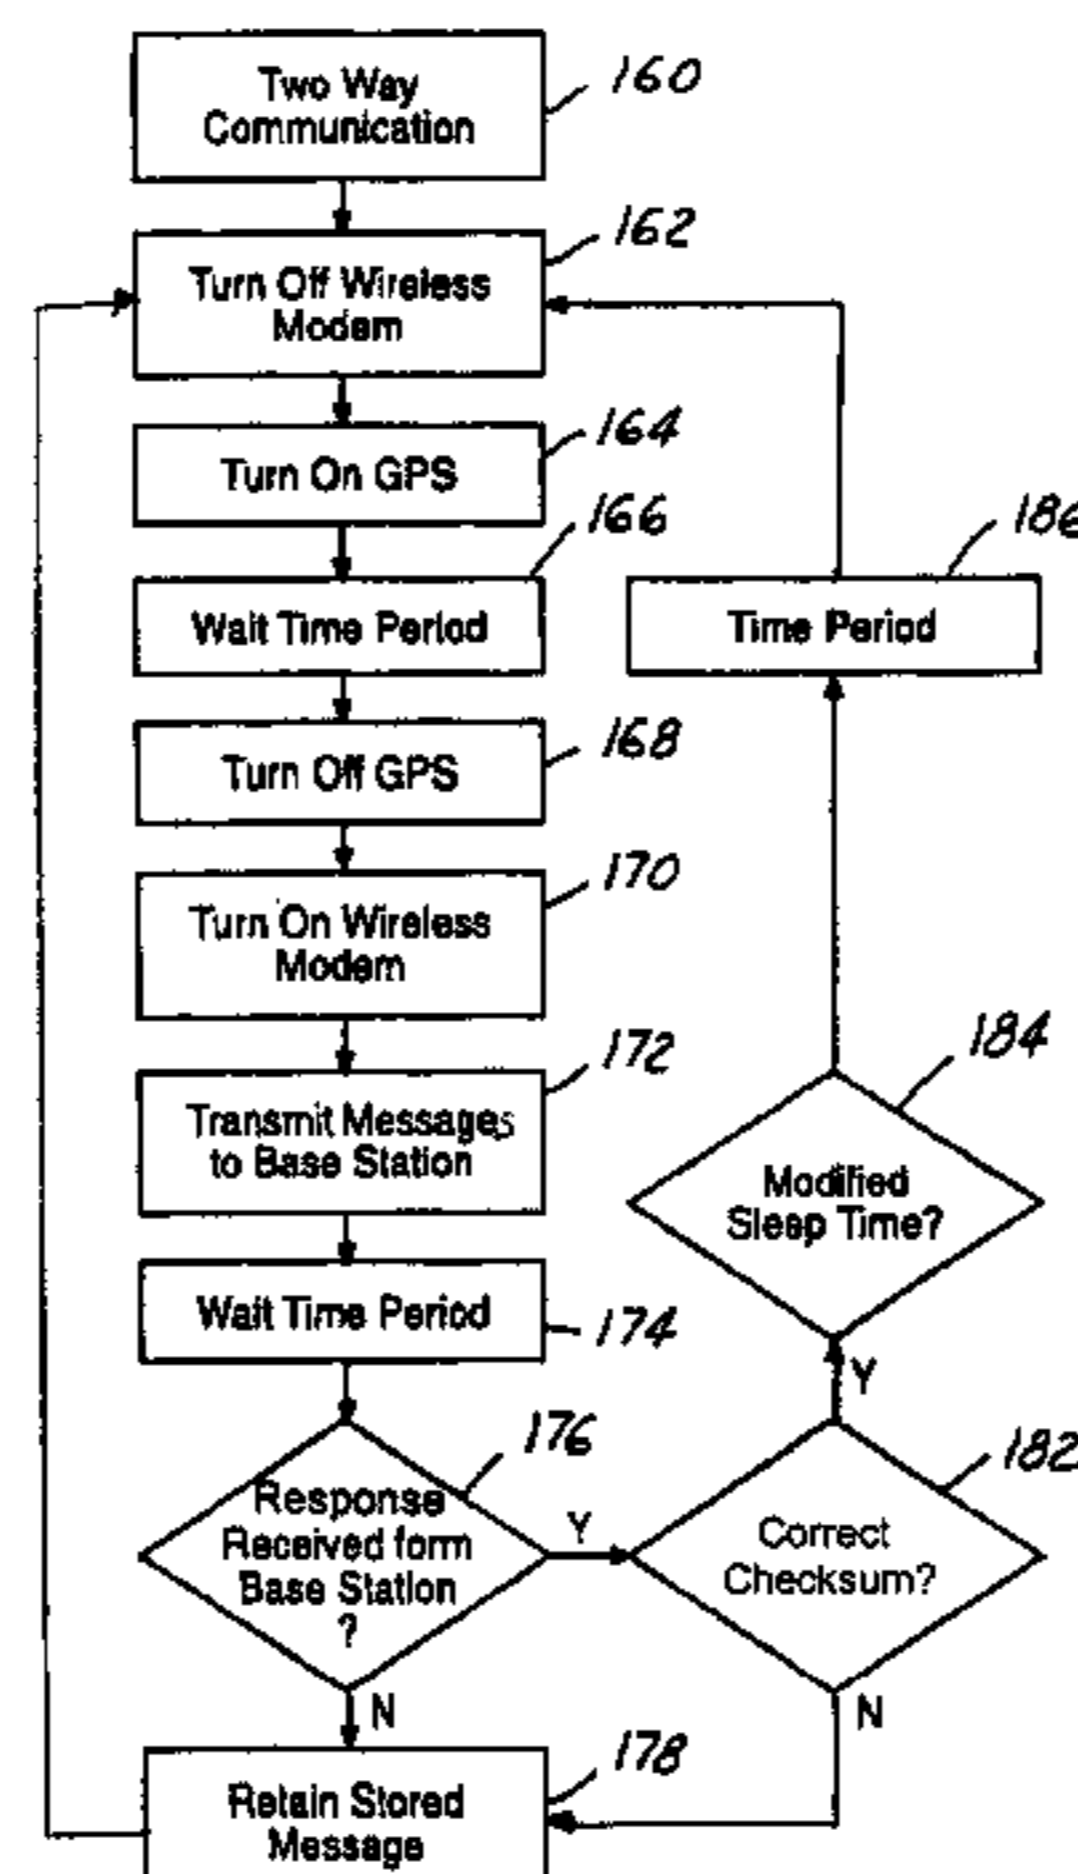 Two Way
Communication
160
Turn Off Wireless
Modem
162
Turn On GPS
164
Wait Time Period
166
Turn Off GPS
168
Turn On Wireless
Modem
170
Transmit Messages
to Base Station
172
Wait Time Period
174
Response
Received form
Base Station
?
176
Y
N
Retain Stored
Message
178
Correct
Checksum?
182
Y
N
Modified
Sleep Time?
184
Time Period
186